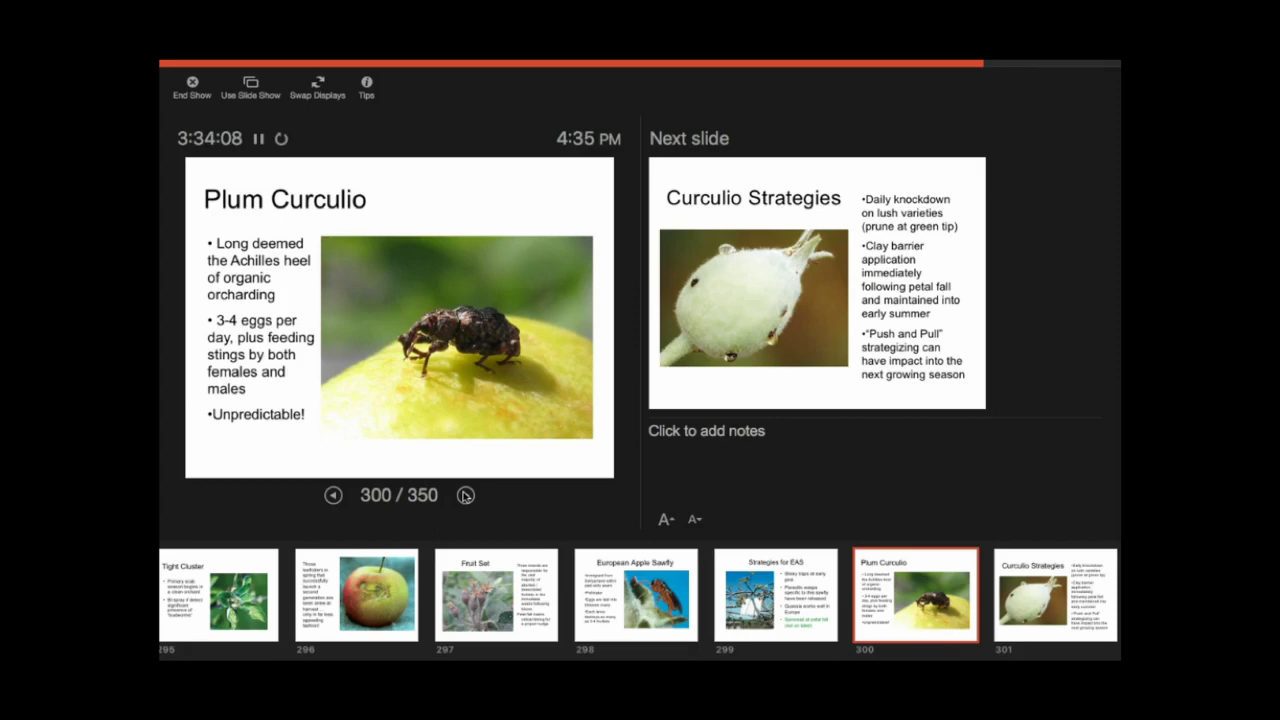 End Show
Use Slide Show
Swap Displays
Tips
3:34:08
4:35 PM
Next slide
Plum Curculio
• Long deemed
the Achilles heel
of organic
orcharding
• 3-4 eggs per
day, plus feeding
stings by both
females and
males
•Unpredictable!
Curculio Strategies
•Daily knockdown
on lush varieties
(prune at green tip)
•Clay barrier
application
immediately
following petal fall
and maintained into
early summer
•"Push and Pull"
strategizing can
have impact into the
next growing season
Click to add notes
300 / 350
A
A
Tight Cluster
Fruit Set
European Apple Sawfly
Strategies for EAS
Plum Curculio
Curculio Strategies
295
296
297
298
299
300
301